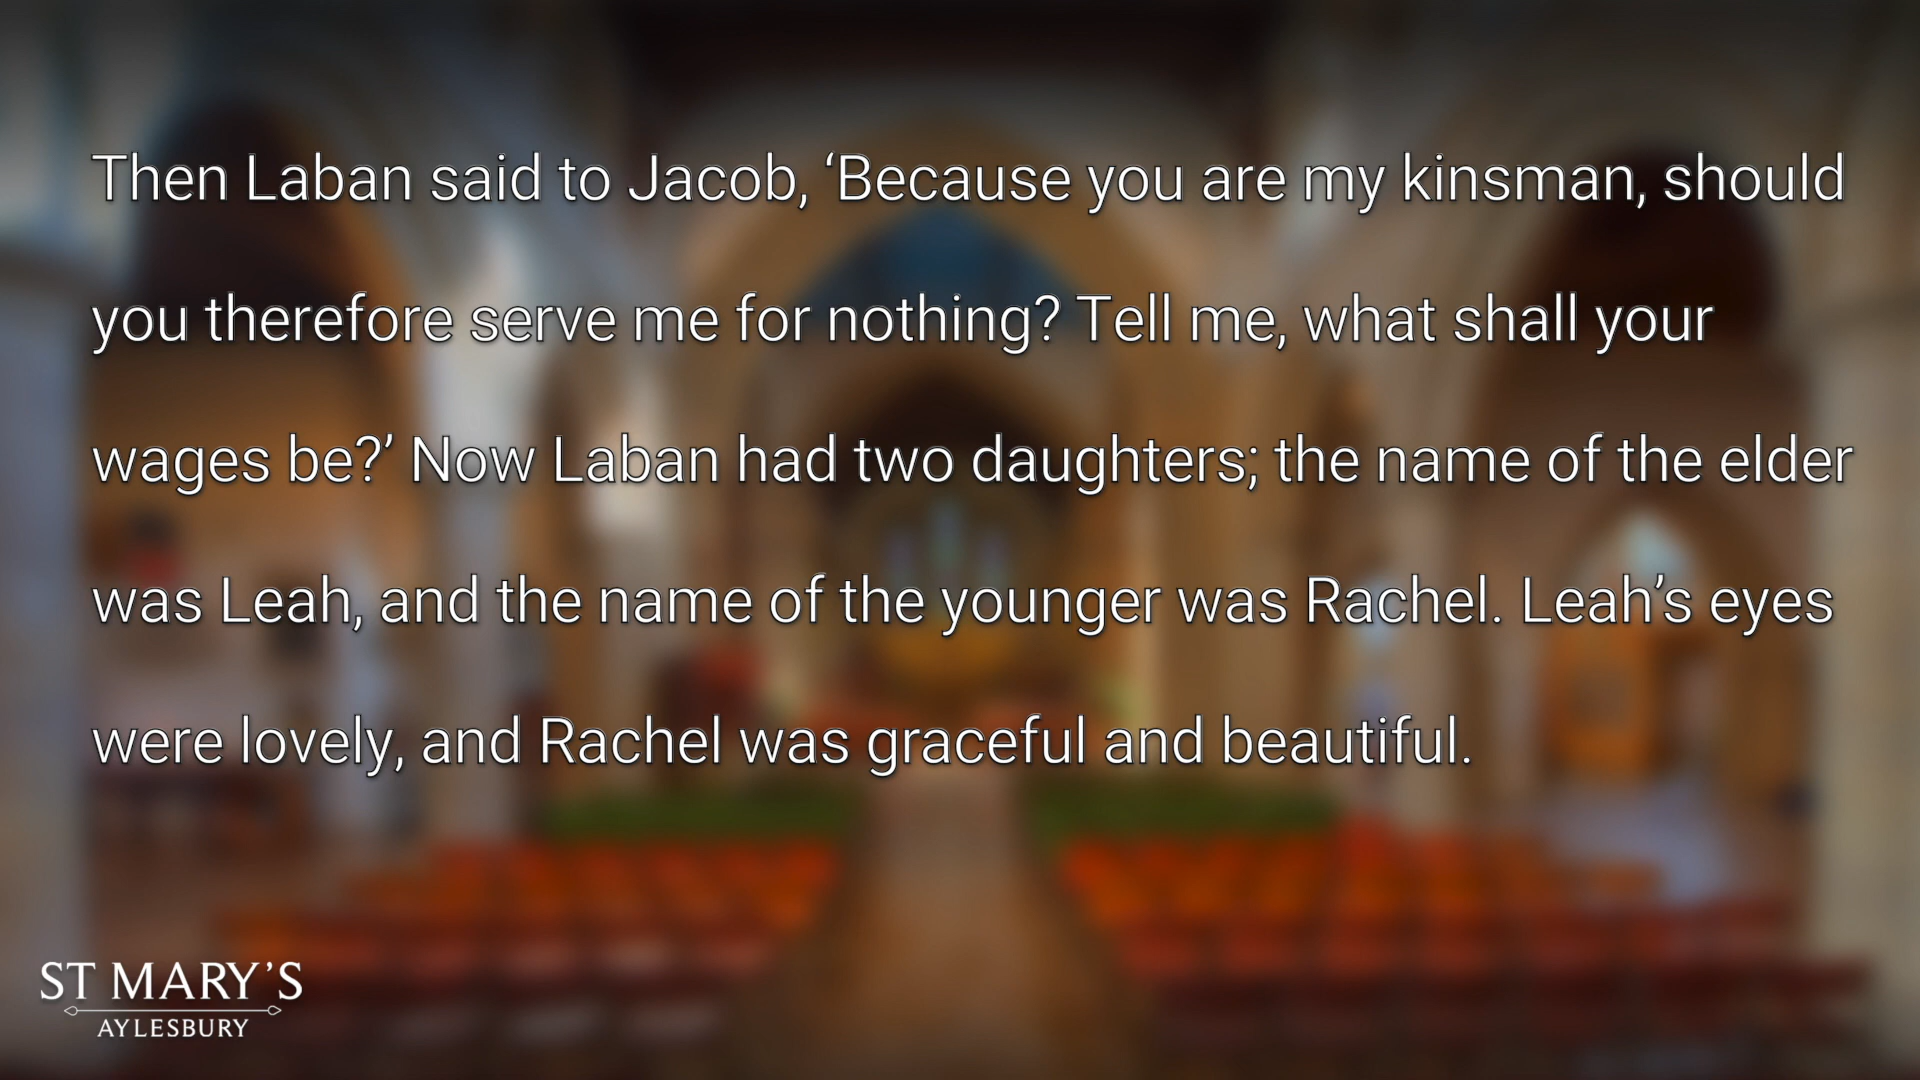 Then Laban said to Jacob, ‘Because you are my kinsman, should
you therefore serve me for nothing? Tell me, what shall your
wages be?’ Now Laban had two daughters; the name of the elder
was Leah, and the name of the younger was Rachel. Leah’s eyes
were lovely, and Rachel was graceful and beautiful.
ST MARY’S
AYLESBURY